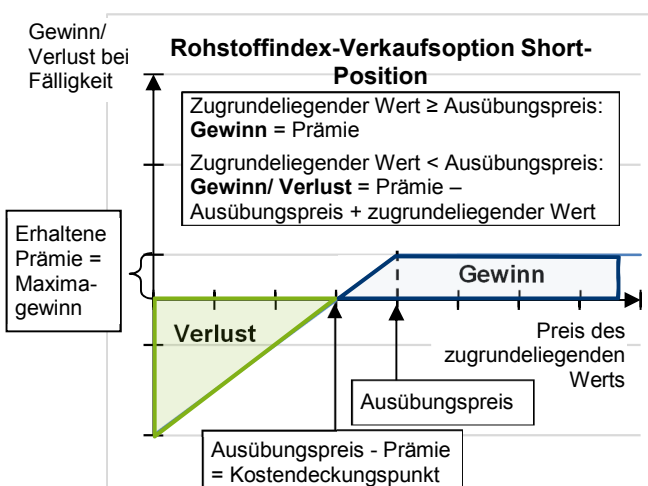 Gewinn/
Verlust bei
Fälligkeit
Rohstoffindex-Verkaufsoption Short-
Position
Zugrundeliegender Wert ≥ Ausübungspreis:
Gewinn = Prämie
Zugrundeliegender Wert < Ausübungspreis:
Gewinn/ Verlust = Prämie –
Ausübungspreis + zugrundeliegender Wert
Erhaltene
Prämie =
Maxima-
gewinn
Gewinn
Verlust
Preis des
zugrundeliegenden
Werts
Ausübungspreis
Ausübungspreis - Prämie
= Kostendeckungspunkt